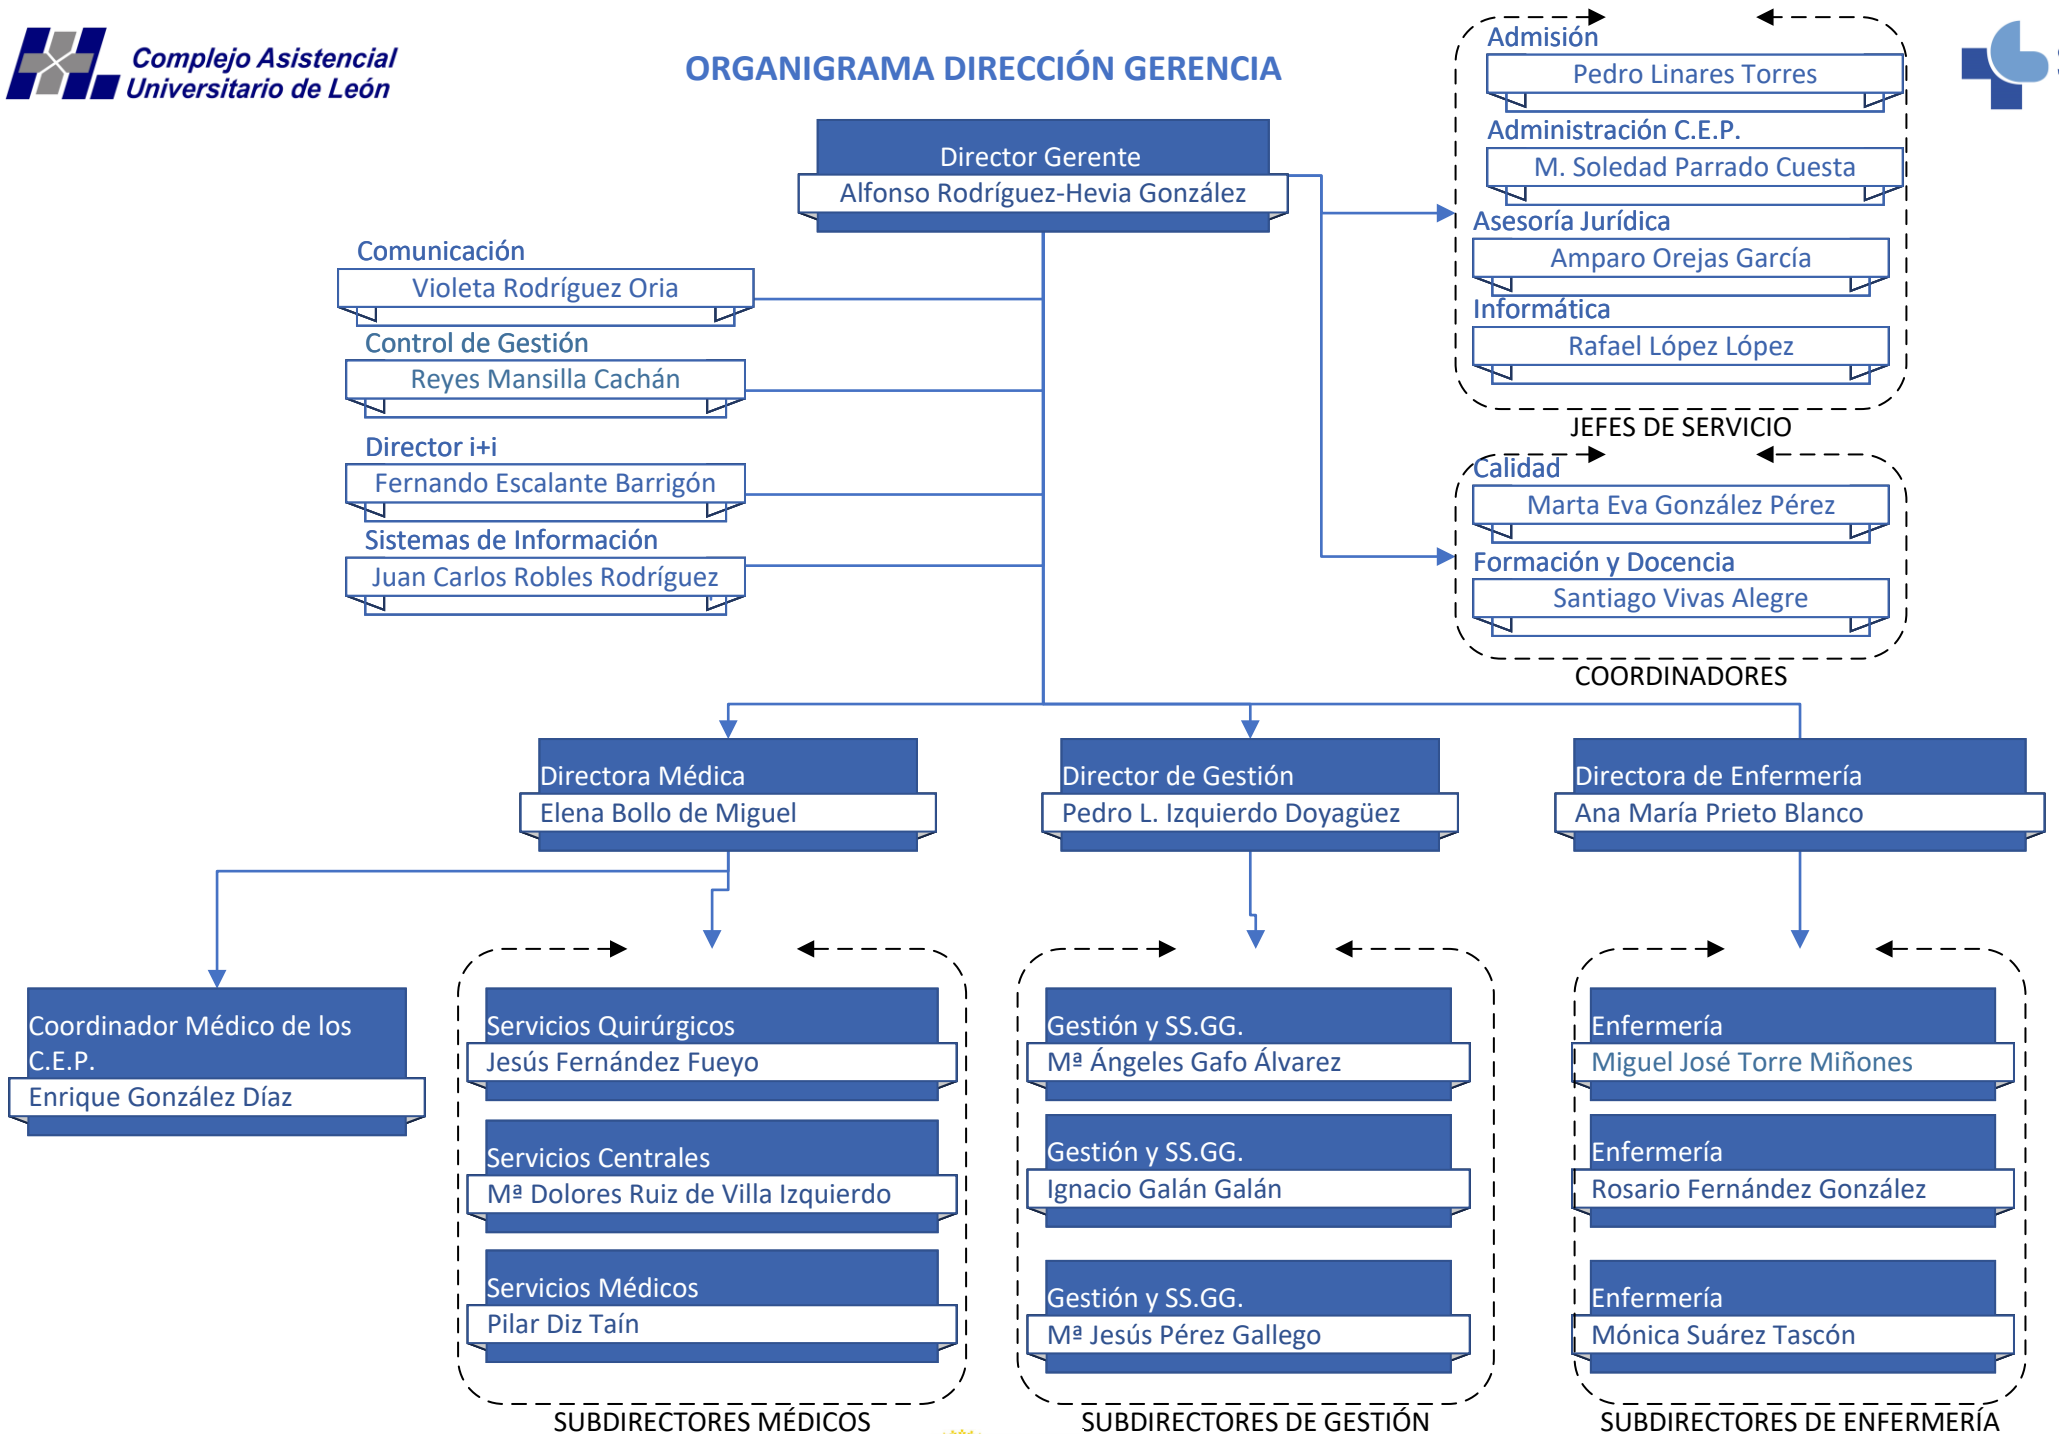 Complejo Asistencial
Universitario de León
ORGANIGRAMA DIRECCIÓN GERENCIA
Director Gerente
Alfonso Rodríguez-Hevia González
Admisión
Pedro Linares Torres
Administración C.E.P.
M. Soledad Parrado Cuesta
Asesoría Jurídica
Amparo Orejas García
Informática
Rafael López López
JEFES DE SERVICIO
Calidad
Marta Eva González Pérez
Formación y Docencia
Santiago Vivas Alegre
COORDINADORES
Comunicación
Violeta Rodríguez Oria
Control de Gestión
Reyes Mansilla Cachán
Director i+i
Fernando Escalante Barrigón
Sistemas de Información
Juan Carlos Robles Rodríguez
Directora Médica
Elena Bollo de Miguel
Director de Gestión
Pedro L. Izquierdo Doyagüez
Directora de Enfermería
Ana María Prieto Blanco
Coordinador Médico de los
C.E.P.
Enrique González Díaz
Servicios Quirúrgicos
Jesús Fernández Fueyo
Servicios Centrales
Mª Dolores Ruiz de Villa Izquierdo
Servicios Médicos
Pilar Diz Taín
SUBDIRECTORES MÉDICOS
Gestión y SS.GG.
Mª Ángeles Gafo Álvarez
Gestión y SS.GG.
Ignacio Galán Galán
Gestión y SS.GG.
Mª Jesús Pérez Gallego
SUBDIRECTORES DE GESTIÓN
Enfermería
Miguel José Torre Miñones
Enfermería
Rosario Fernández González
Enfermería
Mónica Suárez Tascón
SUBDIRECTORES DE ENFERMERÍA